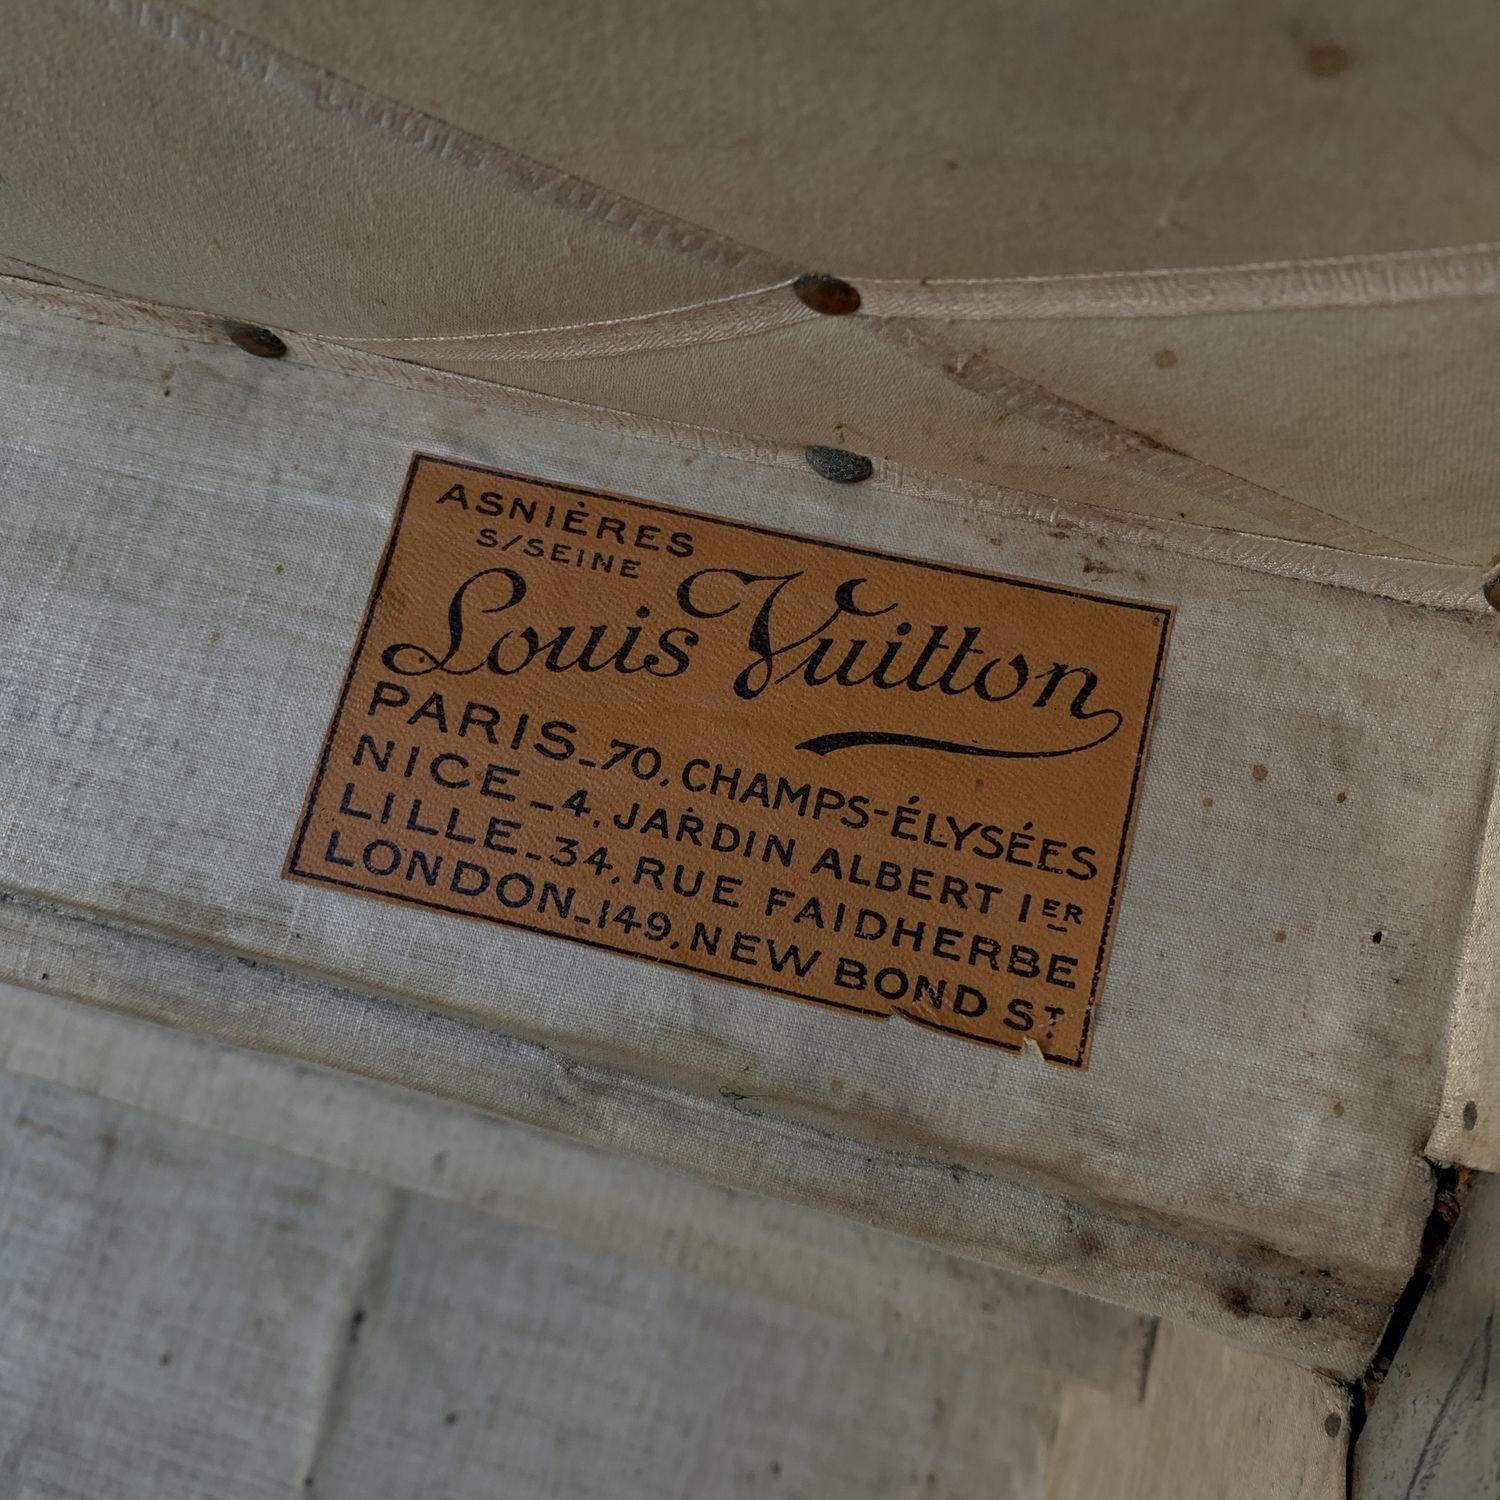 ASNIÈRES
S/SEINE
Louis Vuitton
PARIS_70, CHAMPS-ÉLYSÉES
NICE_4, JARDIN ALBERT 1ER
LILLE_34, RUE FAIDHERBE
LONDON_149, NEW BOND ST.